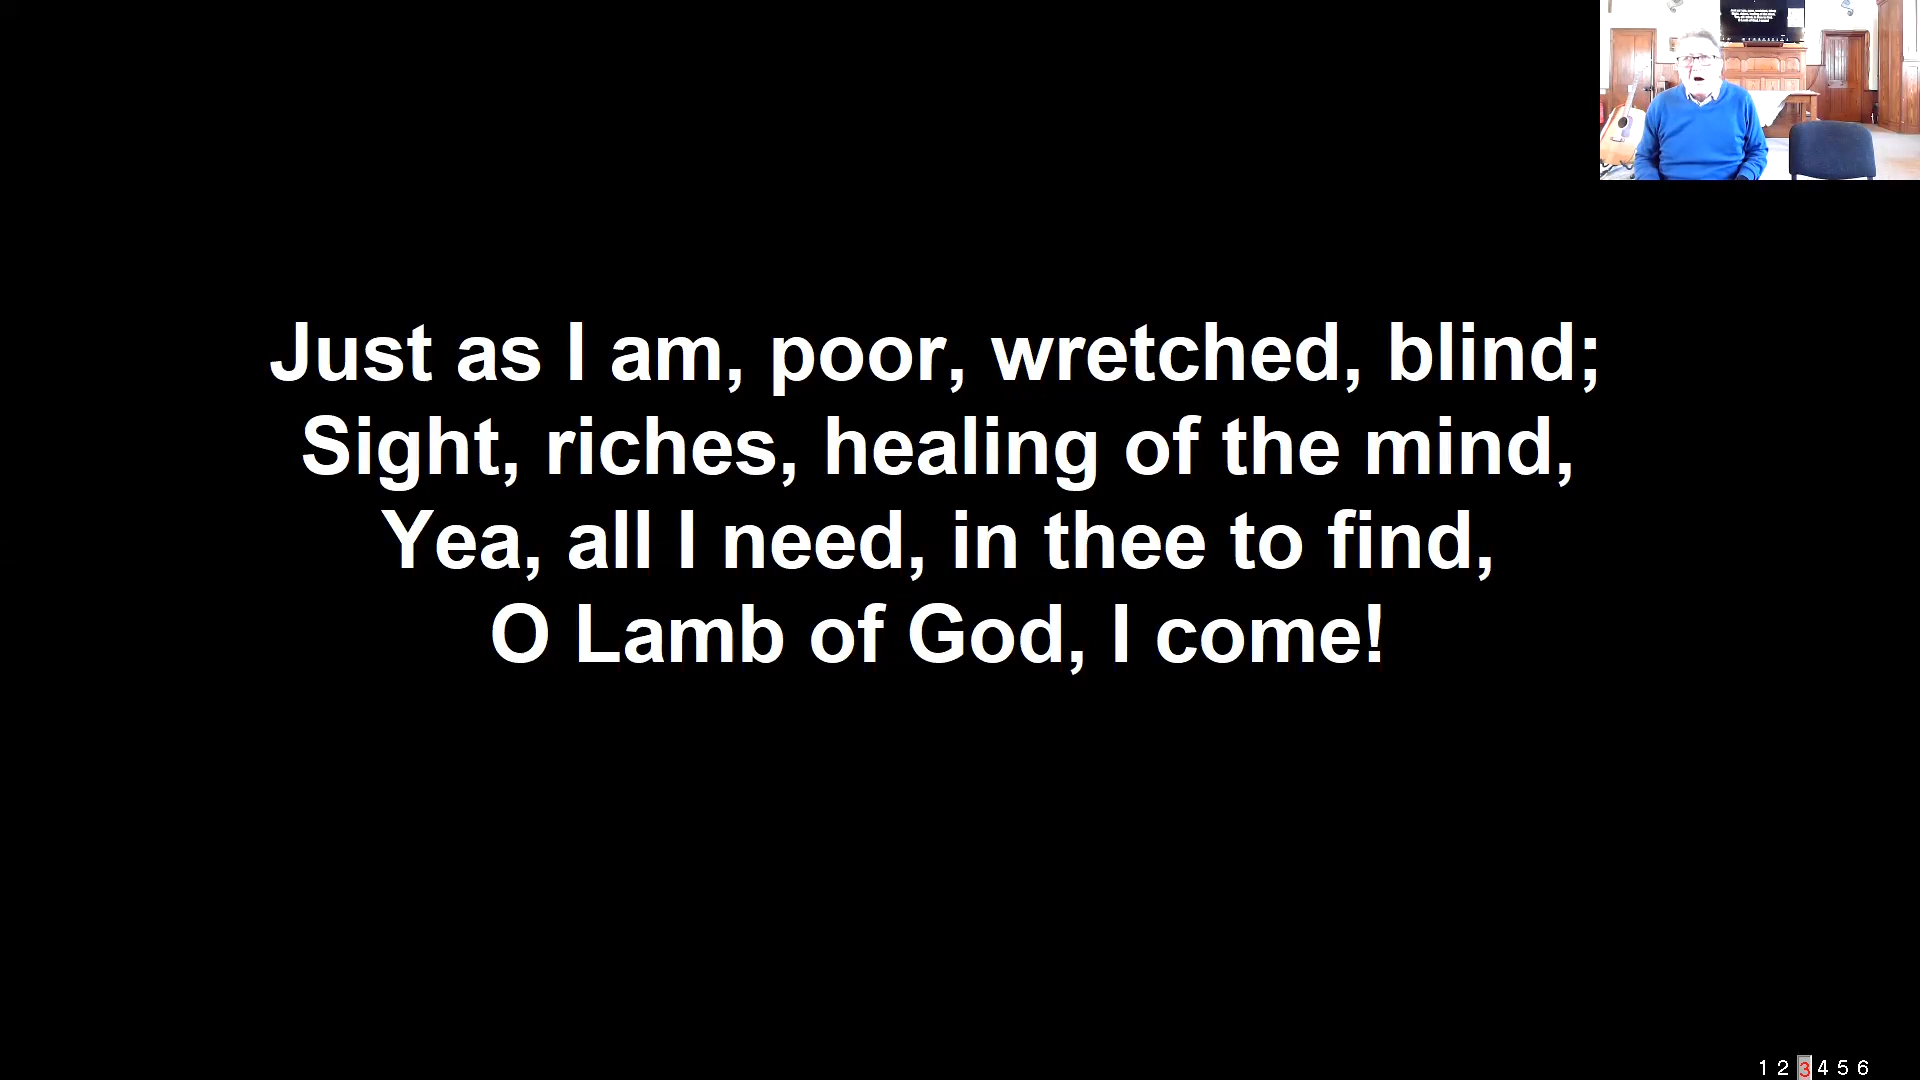 Just as I am, poor, wretched, blind;
Sight, riches, healing of the mind,
Yea, all I need, in thee to find,
O Lamb of God, I come!
1 2 3 4 5 6